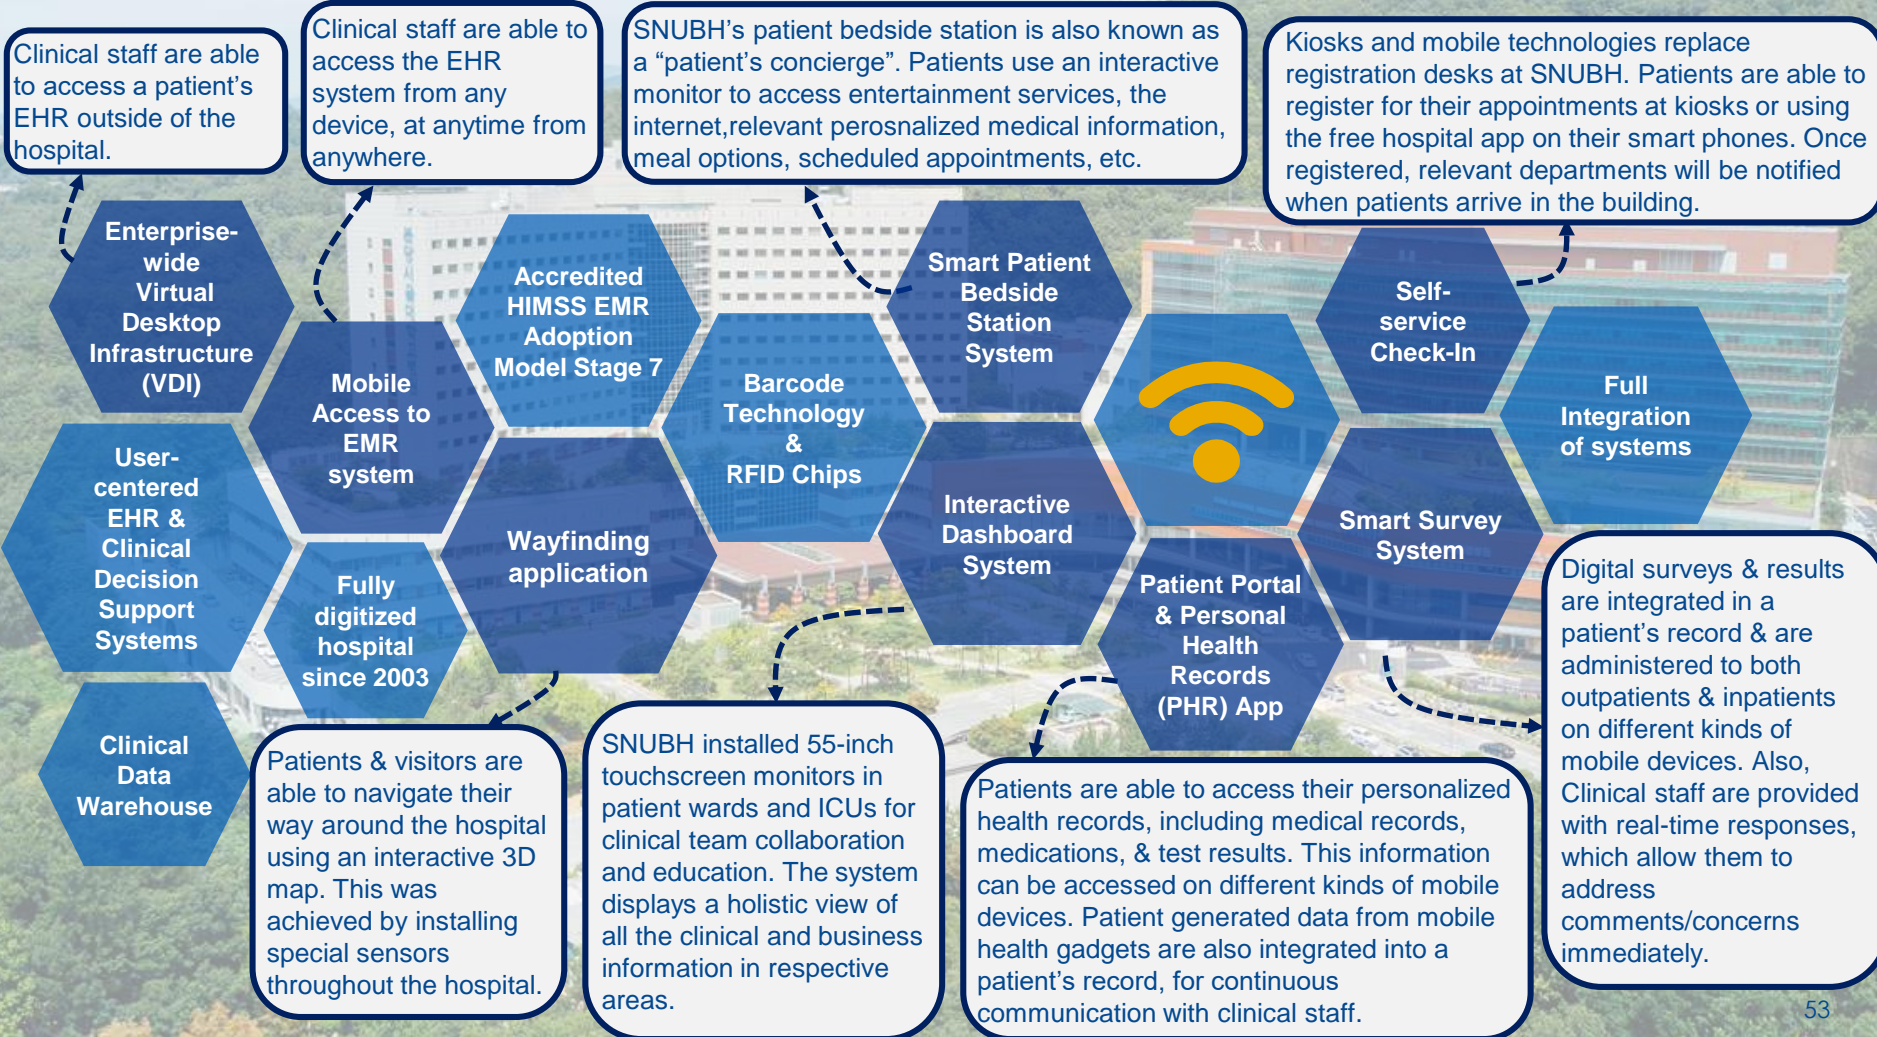 Clinical staff are able
to access a patient’s
EHR outside of the
hospital.
Clinical staff are able to
access the EHR
system from any
device, at anytime from
anywhere.
SNUBH’s patient bedside station is also known as
a “patient’s concierge”. Patients use an interactive
monitor to access entertainment services, the
internet,relevant perosnalized medical information,
meal options, scheduled appointments, etc.
Kiosks and mobile technologies replace
registration desks at SNUBH. Patients are able to
register for their appointments at kiosks or using
the free hospital app on their smart phones. Once
registered, relevant departments will be notified
when patients arrive in the building.
Enterprise-
wide
Virtual
Desktop
Infrastructure
(VDI)
Mobile
Access to
EMR
system
Accredited
HIMSS EMR
Adoption
Model Stage 7
Barcode
Technology
&
RFID Chips
Smart Patient
Bedside
Station
System
Self-
service
Check-In
Full
Integration
of systems
User-
centered
EHR &
Clinical
Decision
Support
Systems
Fully
digitized
hospital
since 2003
Wayfinding
application
Interactive
Dashboard
System
Patient Portal
& Personal
Health
Records
(PHR) App
Smart Survey
System
Clinical
Data
Warehouse
Patients & visitors are
able to navigate their
way around the hospital
using an interactive 3D
map. This was
achieved by installing
special sensors
throughout the hospital.
SNUBH installed 55-inch
touchscreen monitors in
patient wards and ICUs for
clinical team collaboration
and education. The system
displays a holistic view of
all the clinical and business
information in respective
areas.
Patients are able to access their personalized
health records, including medical records,
medications, & test results. This information
can be accessed on different kinds of mobile
devices. Patient generated data from mobile
health gadgets are also integrated into a
patient’s record, for continuous
communication with clinical staff.
Digital surveys & results
are integrated in a
patient’s record & are
administered to both
outpatients & inpatients
on different kinds of
mobile devices. Also,
Clinical staff are provided
with real-time responses,
which allow them to
address
comments/concerns
immediately.
53